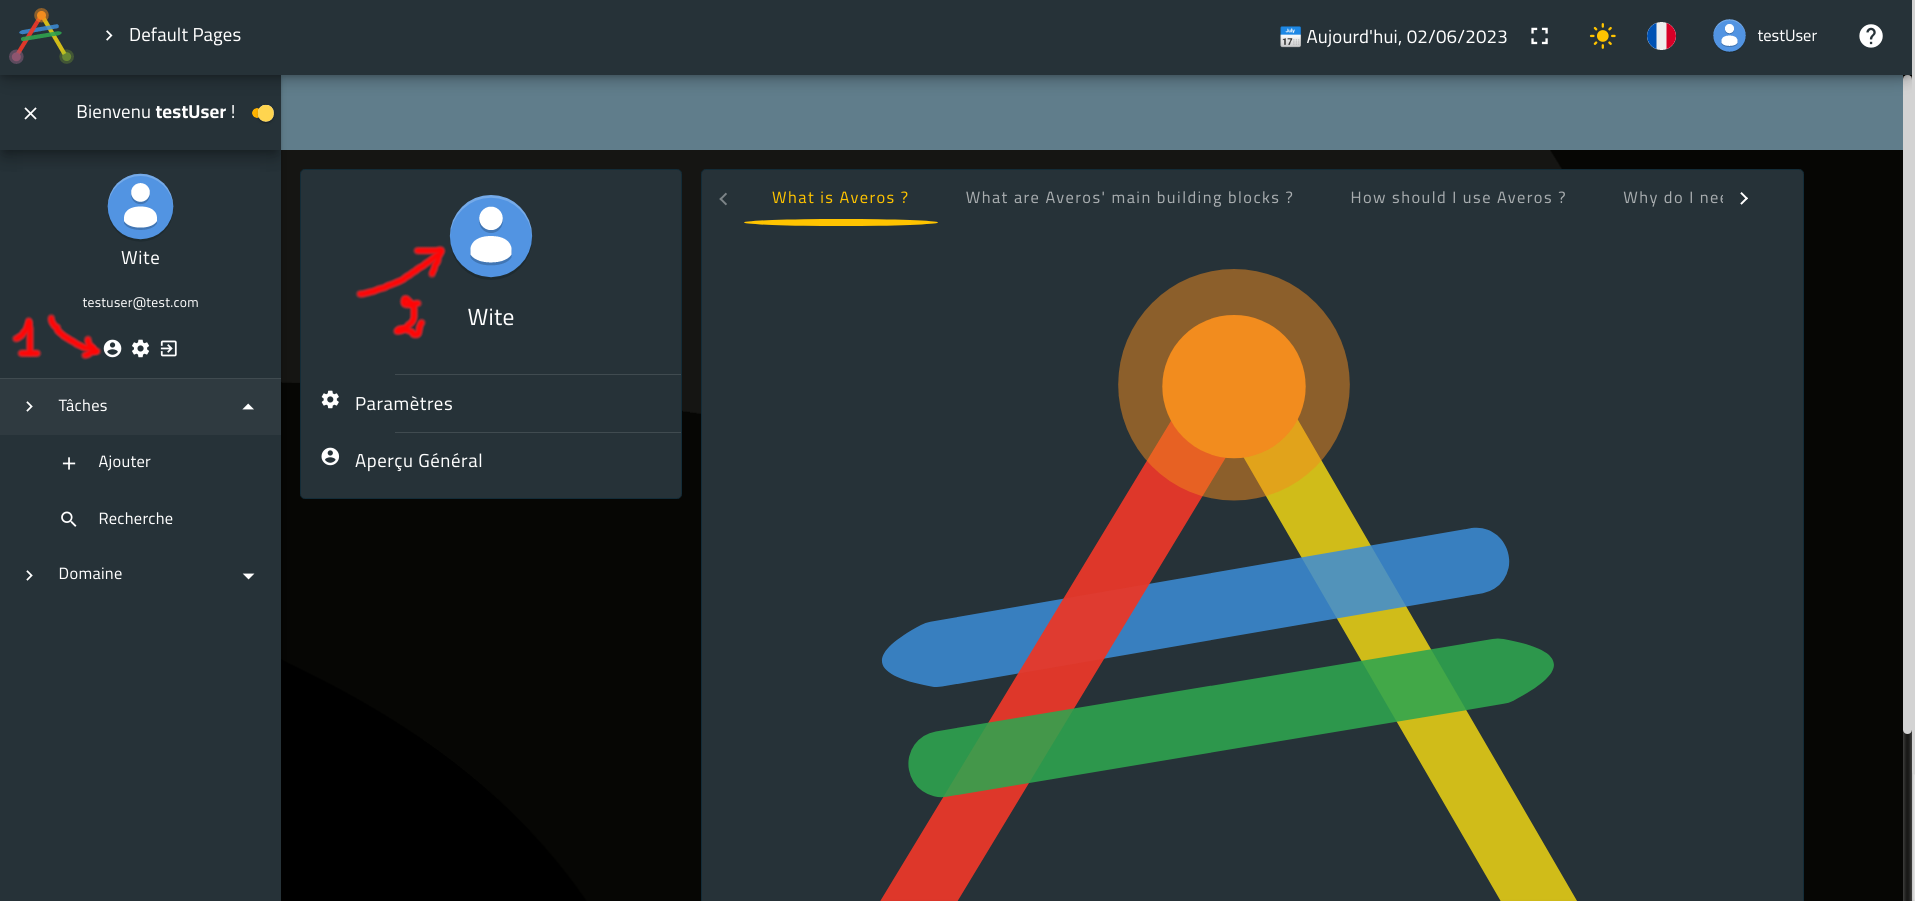 Default Pages
July
17
Aujourd'hui, 02/06/2023
testUser
?
Bienvenu testUser !
Wite
testuser@test.com
1
Tâches
Ajouter
Recherche
Domaine
2
Wite
Paramètres
Aperçu Général
What is Averos ?
What are Averos' main building blocks ?
How should I use Averos ?
Why do I nee